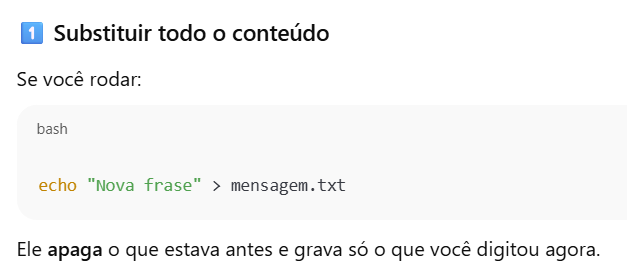 1 Substituir todo o conteúdo
Se você rodar:
bash
echo "Nova frase" > mensagem.txt
Ele apaga o que estava antes e grava só o que você digitou agora.